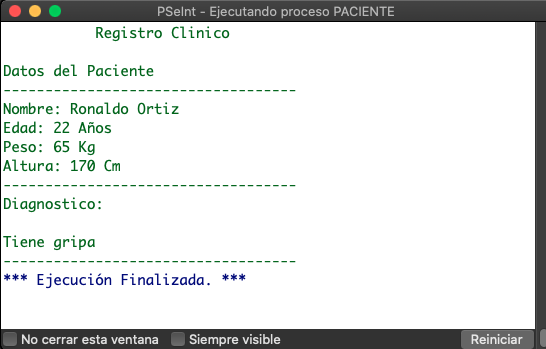 PSeInt - Ejecutando proceso PACIENTE
Registro Clinico
Datos del Paciente
-----------------------------------
Nombre: Ronaldo Ortiz
Edad: 22 Años
Peso: 65 Kg
Altura: 170 Cm
-----------------------------------
Diagnostico:
Tiene gripa
-----------------------------------
*** Ejecución Finalizada. ***
No cerrar esta ventana Siempre visible Reiniciar